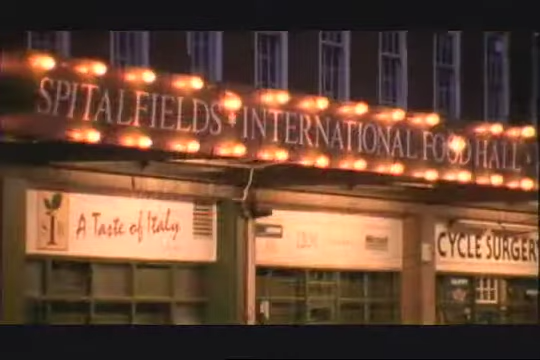 SPITALFIELDS * INTERNATIONAL FOOD HALL
A Taste of Italy
CYCLE SURGERY